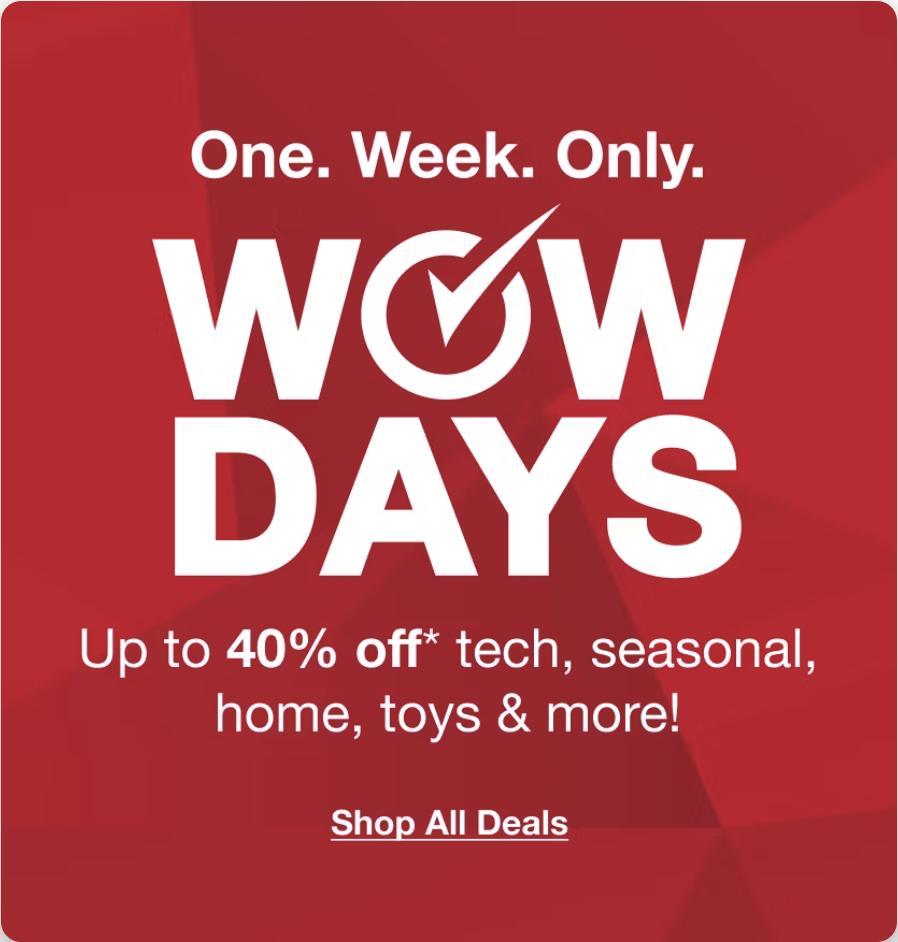 One. Week. Only.
WOW
DAYS
Up to 40% off* tech, seasonal,
home, toys & more!
Shop All Deals